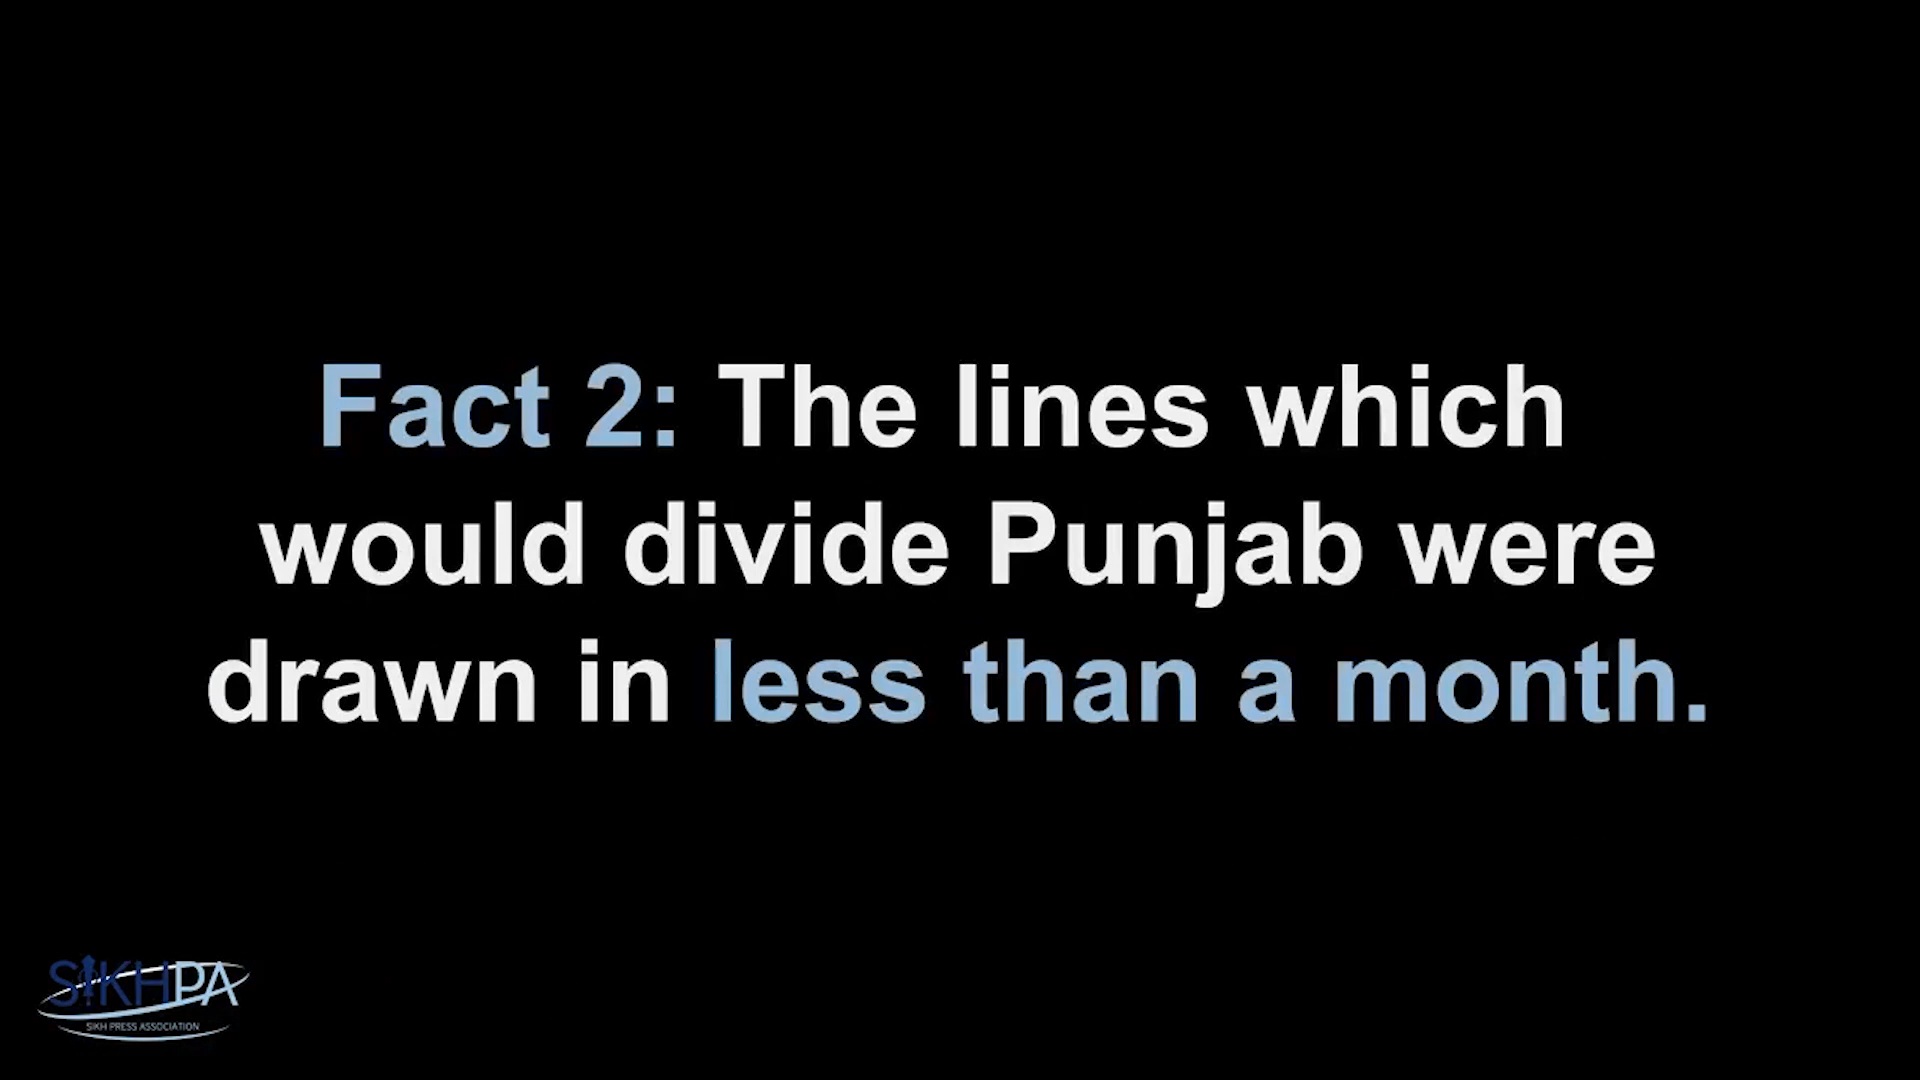 Fact 2: The lines which
would divide Punjab were
drawn in less than a month.
SIKHPA
SIKH PRESS ASSOCIATION